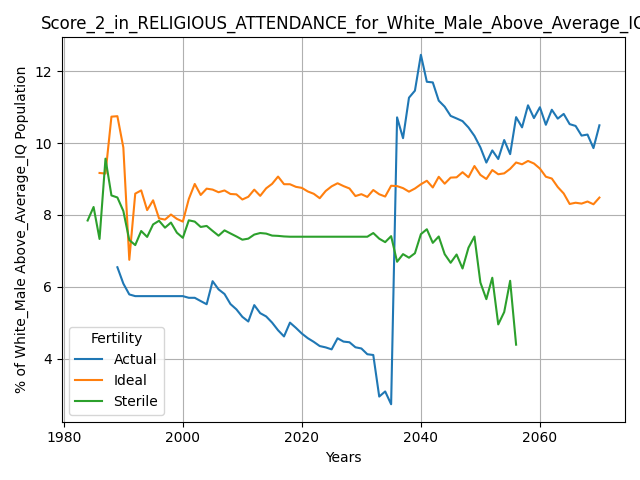 Score_2_in_RELIGIOUS_ATTENDANCE_for_White_Male_Above_Average_IQ
% of White_Male Above_Average_IQ Population
12
10
8
6
4
Fertility
Actual
Ideal
Sterile
1980
2000
2020
2040
2060
Years